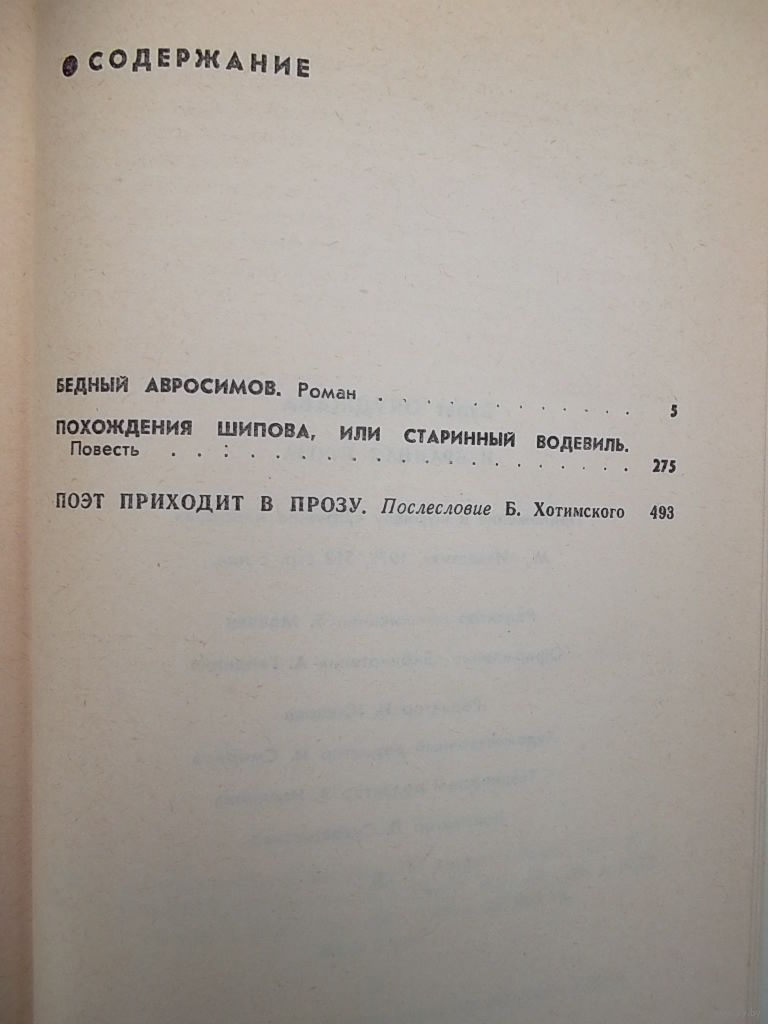 СОДЕРЖАНИЕ
БЕДНЫЙ АВРОСИМОВ. Роман . . . . . . . . . . . 5
ПОХОЖДЕНИЯ ШИПОВА, ИЛИ СТАРИННЫЙ ВОДЕВИЛЬ.
Повесть . . : . . . . . . . . . . . . . . . 275
ПОЭТ ПРИХОДИТ В ПРОЗУ. Послесловие Б. Хотимского 493